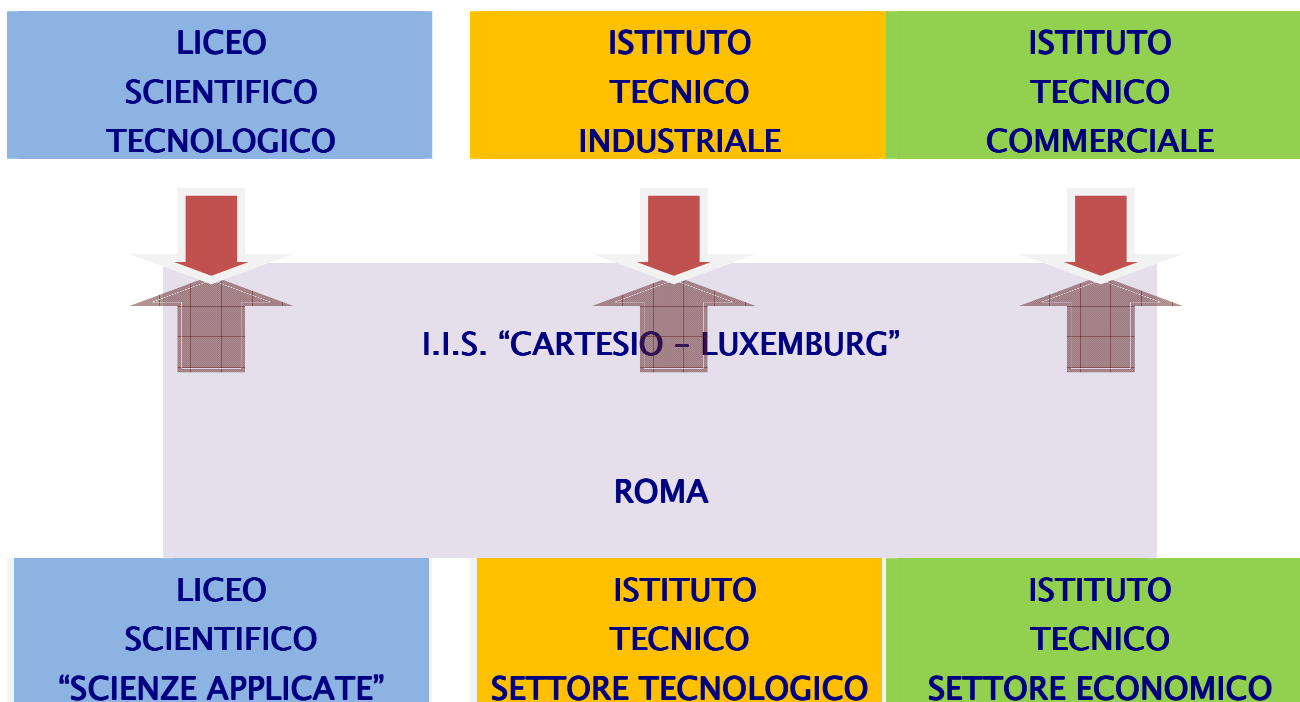 LICEO
SCIENTIFICO
TECNOLOGICO
ISTITUTO
TECNICO
INDUSTRIALE
ISTITUTO
TECNICO
COMMERCIALE
I.I.S. “CARTESIO – LUXEMBURG”
ROMA
LICEO
SCIENTIFICO
“SCIENZE APPLICATE”
ISTITUTO
TECNICO
SETTORE TECNOLOGICO
ISTITUTO
TECNICO
SETTORE ECONOMICO